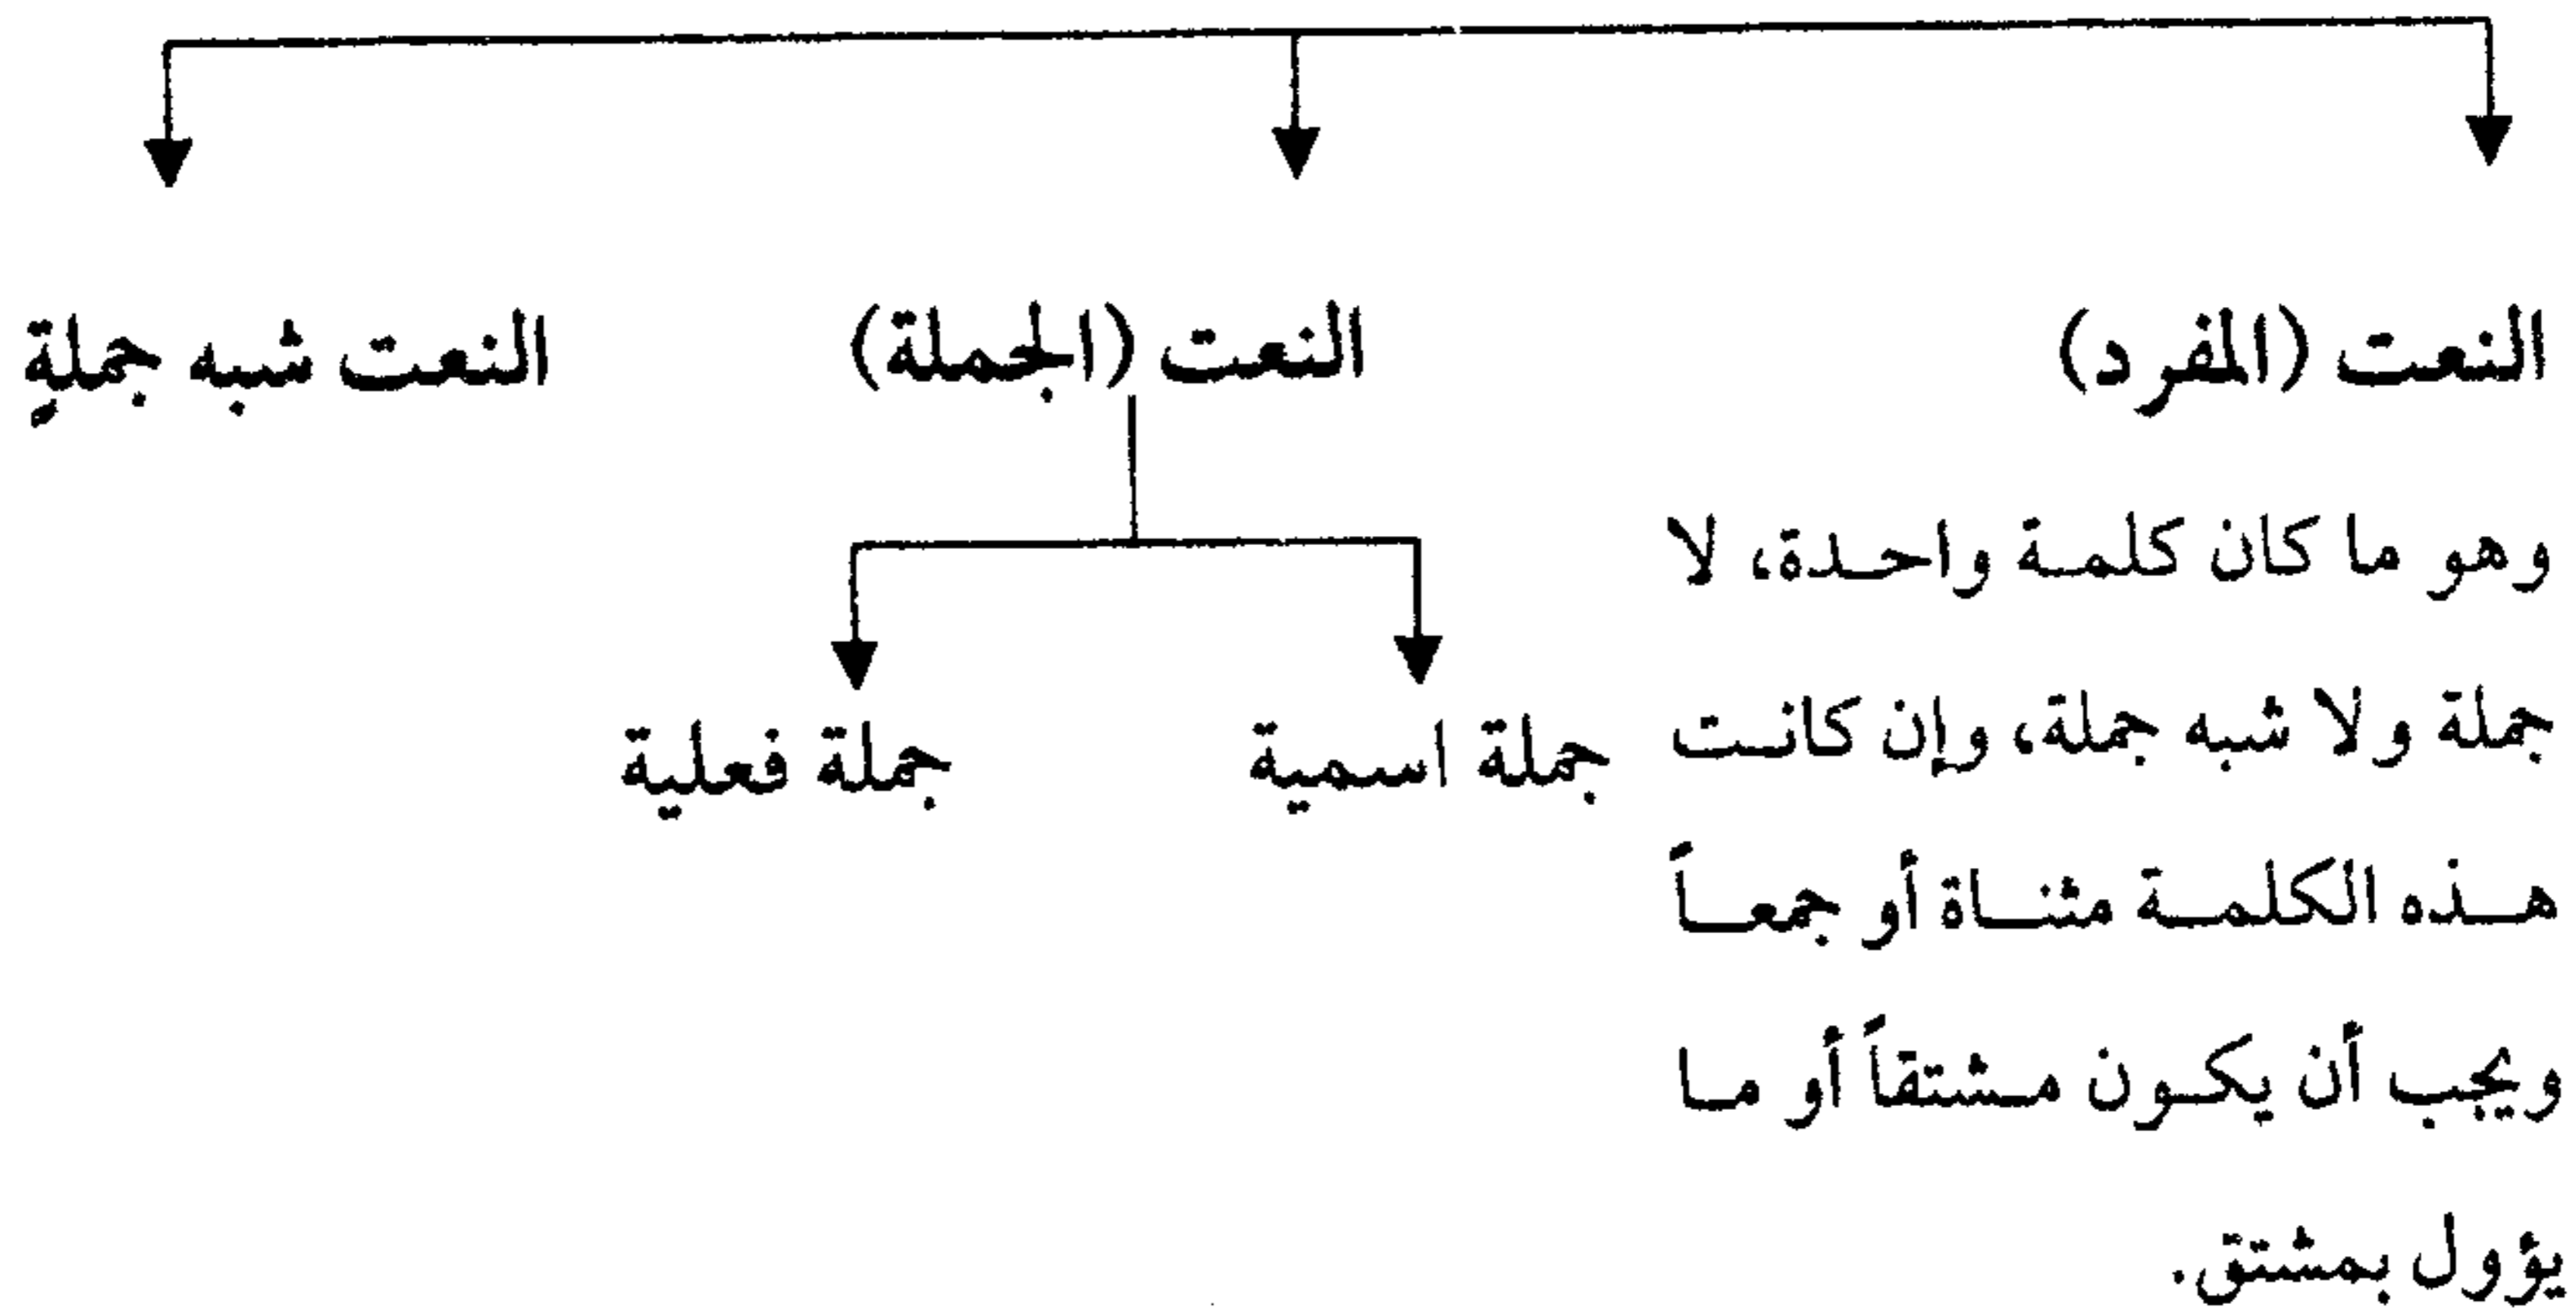 النعت (المفرد)
النعت (الجملة)
النعت شبه جملةٍ
وهو ما كان كلمة واحدة، لا
جملة ولا شبه جملة، وإن كانت
هذه الكلمة مثناة أو جمعاً
ويجب أن يكون مشتقاً أو ما
يؤول بمشتق.
جملة اسمية
جملة فعلية